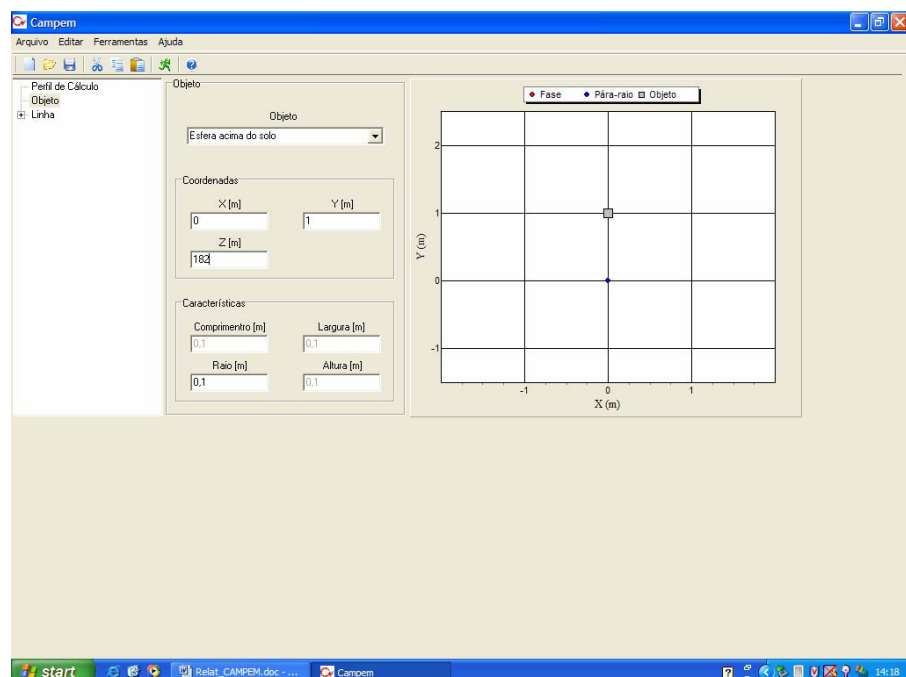 Campem
Arquivo Editar Ferramentas Ajuda
Perfil de Cálculo
Objeto
Linha
Objeto
Objeto
Esfera acima do solo
Coordenadas
X [m] Y [m]
0 1
Z [m]
182
Características
Comprimentro [m] Largura [m]
0,1 0,1
Raio [m] Altura [m]
0,1 0,1
Fase Pára-raio Objeto
2
1
0
-1
Y (m)
-1 0 1
X (m)
start Relat_CAMPEM.doc - ... Campem 14:18